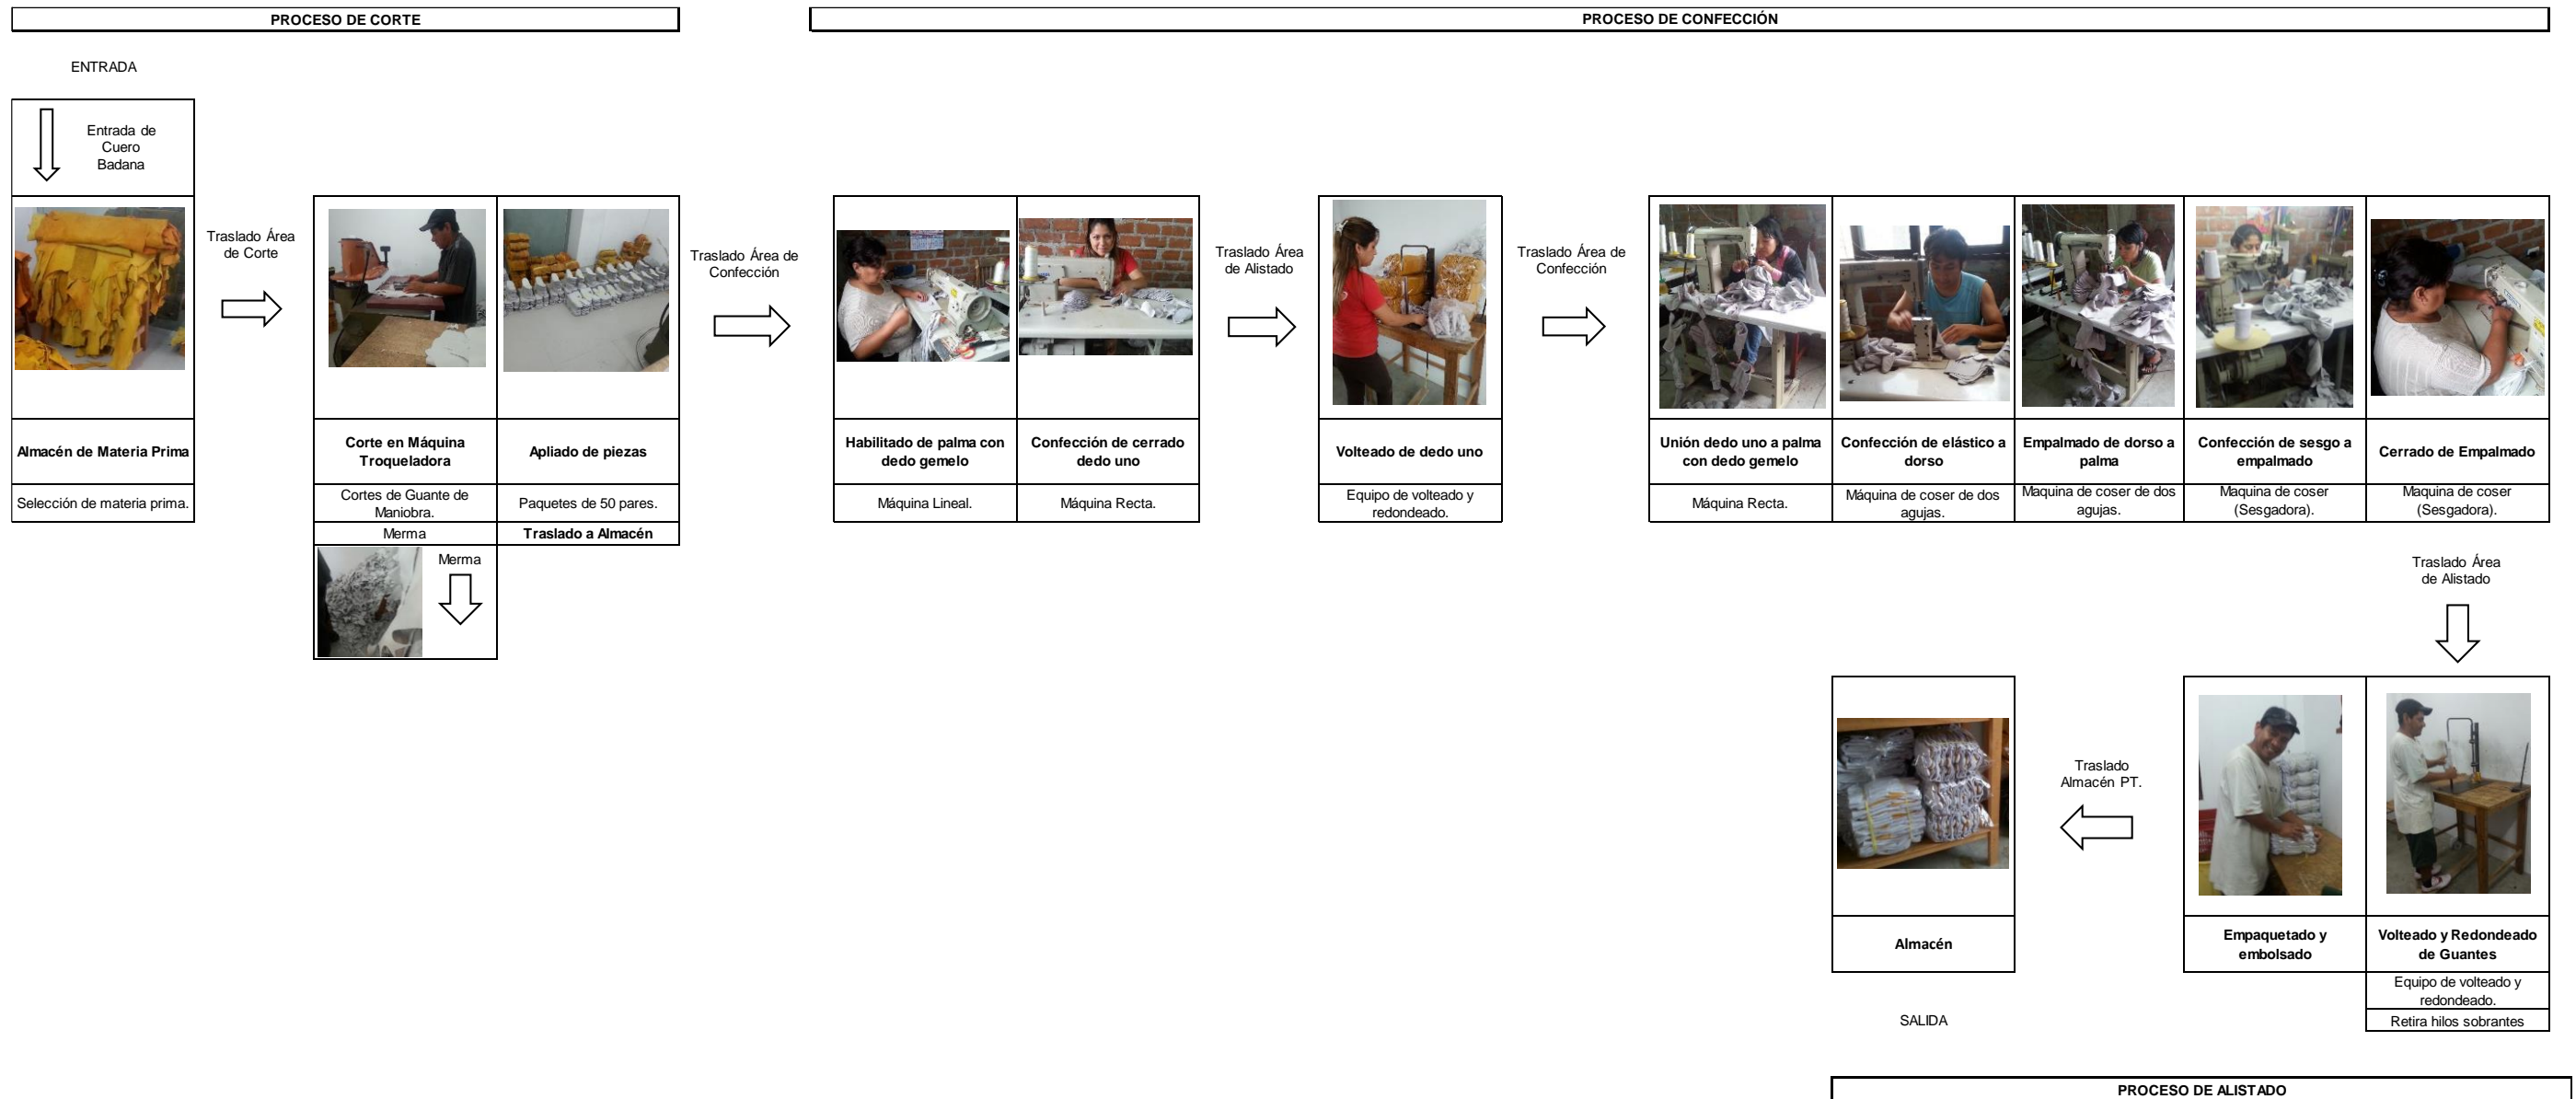 PROCESO DE CORTE
PROCESO DE CONFECCIÓN
ENTRADA
Entrada de
Cuero
Badana
Traslado Área
de Corte
Traslado Área de
Confección
Traslado Área
de Alistado
Traslado Área de
Confección
Almacén de Materia Prima
Selección de materia prima.
Corte en Máquina
Troqueladora
Cortes de Guante de
Maniobra.
Merma
Merma
Apliado de piezas
Paquetes de 50 pares.
Traslado a Almacén
Habilitado de palma con
dedo gemelo
Máquina Lineal.
Confección de cerrado
dedo uno
Máquina Recta.
Volteado de dedo uno
Equipo de volteado y
redondeado.
Unión dedo uno a palma
con dedo gemelo
Máquina Recta.
Confección de elástico a
dorso
Máquina de coser de dos
agujas.
Empalmado de dorso a
palma
Maquina de coser de dos
agujas.
Confección de sesgo a
empalmado
Maquina de coser
(Sesgadora).
Cerrado de Empalmado
Maquina de coser
(Sesgadora).
Traslado Área
de Alistado
Volteado y Redondeado
de Guantes
Equipo de volteado y
redondeado.
Retira hilos sobrantes
Empaquetado y
embolsado
Traslado
Almacén PT.
Almacén
SALIDA
PROCESO DE ALISTADO